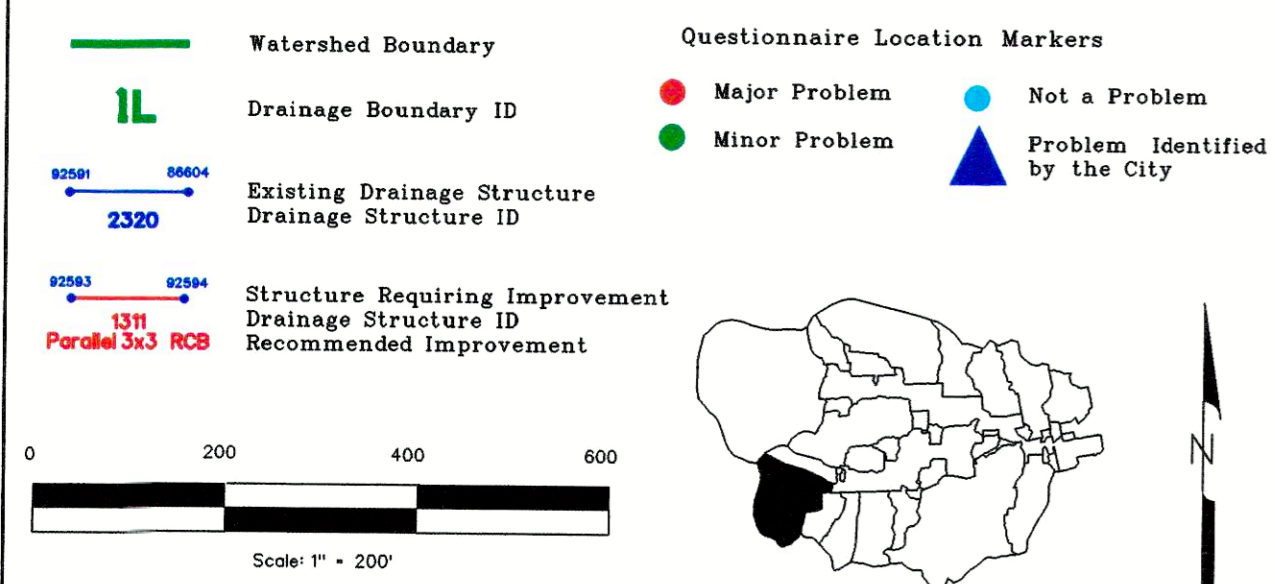 Watershed Boundary
1L
Drainage Boundary ID
92591 86604
2320
Existing Drainage Structure
Drainage Structure ID
92593 92594
1311
Parallel 3x3 RCB
Structure Requiring Improvement
Drainage Structure ID
Recommended Improvement
Questionnaire Location Markers
Major Problem
Minor Problem
Not a Problem
Problem Identified
by the City
0 200 400 600
Scale: 1" = 200'
N